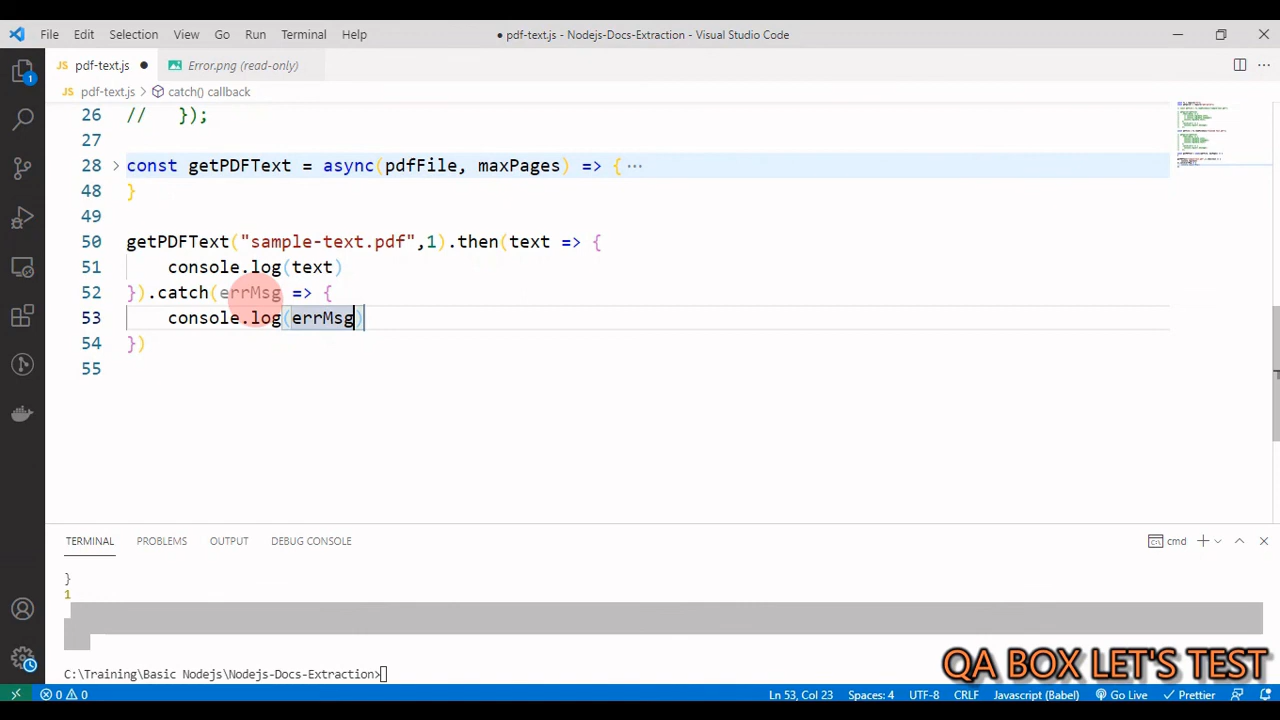 File Edit Selection View Go Run Terminal Help
● pdf-text.js - Nodejs-Docs-Extraction - Visual Studio Code
JS pdf-text.js ● Error.png (read-only)
JS pdf-text.js > catch() callback
26 //   });
27
28 const getPDFText = async(pdfFile, maxPages) => { ···
48 }
49
50 getPDFText("sample-text.pdf",1).then(text => {
51     console.log(text)
52 }).catch(errMsg => {
53     console.log(errMsg)
54 })
55
TERMINAL PROBLEMS OUTPUT DEBUG CONSOLE
cmd
}
1
C:\Training\Basic Nodejs\Nodejs-Docs-Extraction>
QA BOX LET'S TEST
0 0 Ln 53, Col 23 Spaces: 4 UTF-8 CRLF Javascript (Babel) Go Live Prettier
1